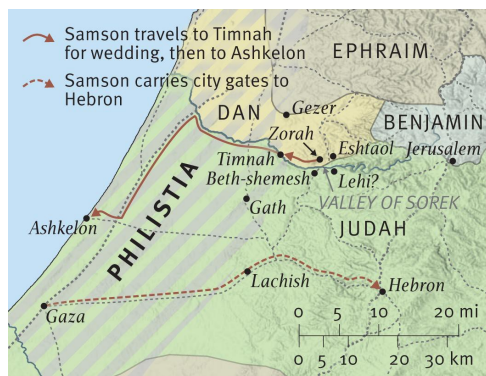 Samson travels to Timnah
for wedding, then to Ashkelon
Samson carries city gates to
Hebron
EPHRAIM
DAN
Gezer
BENJAMIN
Zorah
Eshtaol
Jerusalem
Timnah
Beth-shemesh
Lehi?
VALLEY OF SOREK
PHILISTIA
Gath
JUDAH
Ashkelon
Lachish
Hebron
Gaza
0 5 10 20 mi
0 5 10 20 30 km